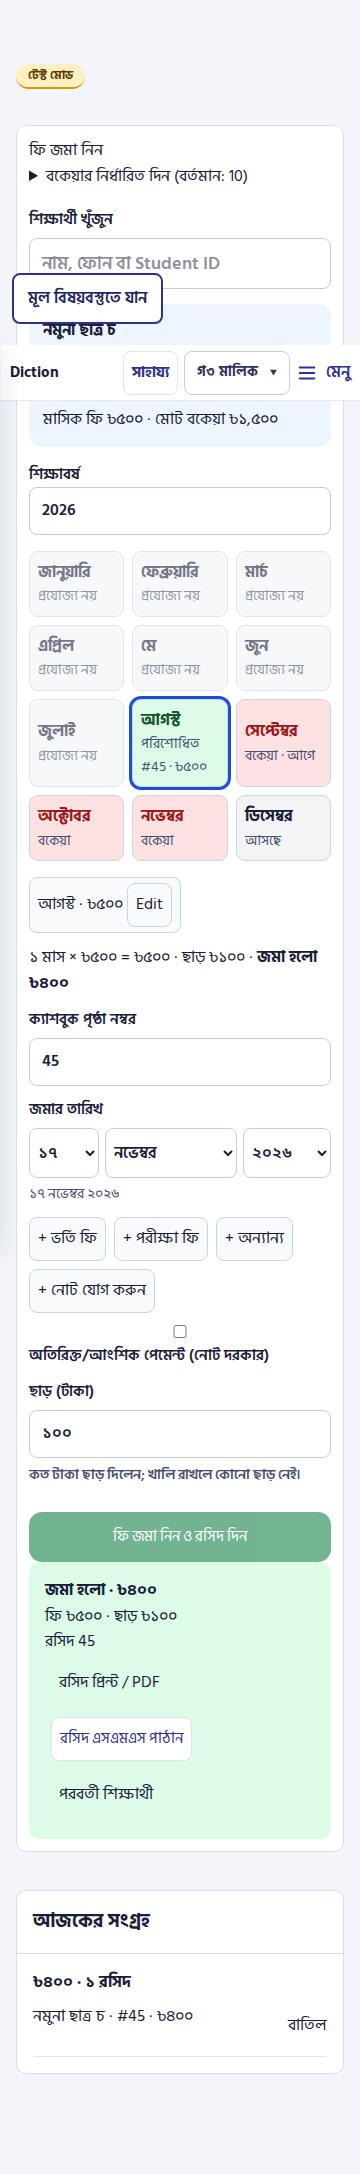 টেস্ট মোড
ফি জমা নিন
▶ বকেয়ার নির্ধারিত দিন (বর্তমান: 10)
শিক্ষার্থী খুঁজুন
নাম, ফোন বা Student ID
মূল বিষয়বস্তুতে যান
নমুনা ছাত্র চ
Diction
সাহায্য
গও মালিক
মেনু
মাসিক ফি ৳৫০০ · মোট বকেয়া ৳১,৫০০
শিক্ষাবর্ষ
2026
জানুয়ারি ফেব্রুয়ারি মার্চ
প্রযোজ্য নয় প্রযোজ্য নয় প্রযোজ্য নয়
এপ্রিল মে জুন
প্রযোজ্য নয় প্রযোজ্য নয় প্রযোজ্য নয়
জুলাই
প্রযোজ্য নয়
আগস্ট
পরিশোধিত
#45 · ৳৫০০
সেপ্টেম্বর
বকেয়া · আগে
অক্টোবর নভেম্বর ডিসেম্বর
বকেয়া বকেয়া আসছে
আগস্ট · ৳৫০০ Edit
১ মাস × ৳৫০০ = ৳৫০০ · ছাড় ৳১০০ · জমা হলো
৳৪০০
ক্যাশবুক পৃষ্ঠা নম্বর
45
জমার তারিখ
১৭ নভেম্বর ২০২৬
১৭ নভেম্বর ২০২৬
+ ভর্তি ফি + পরীক্ষা ফি + অন্যান্য
+ নোট যোগ করুন
অতিরিক্ত/আংশিক পেমেন্ট (নোট দরকার)
ছাড় (টাকা)
১০০
কত টাকা ছাড় দিলেন; খালি রাখলে কোনো ছাড় নেই।
ফি জমা নিন ও রসিদ দিন
জমা হলো · ৳৪০০
ফি ৳৫০০ · ছাড় ৳১০০
রসিদ 45
রসিদ প্রিন্ট / PDF
রসিদ এসএমএস পাঠান
পরবর্তী শিক্ষার্থী
আজকের সংগ্রহ
৳৪০০ · ১ রসিদ
নমুনা ছাত্র চ · #45 · ৳৪০০
বাতিল